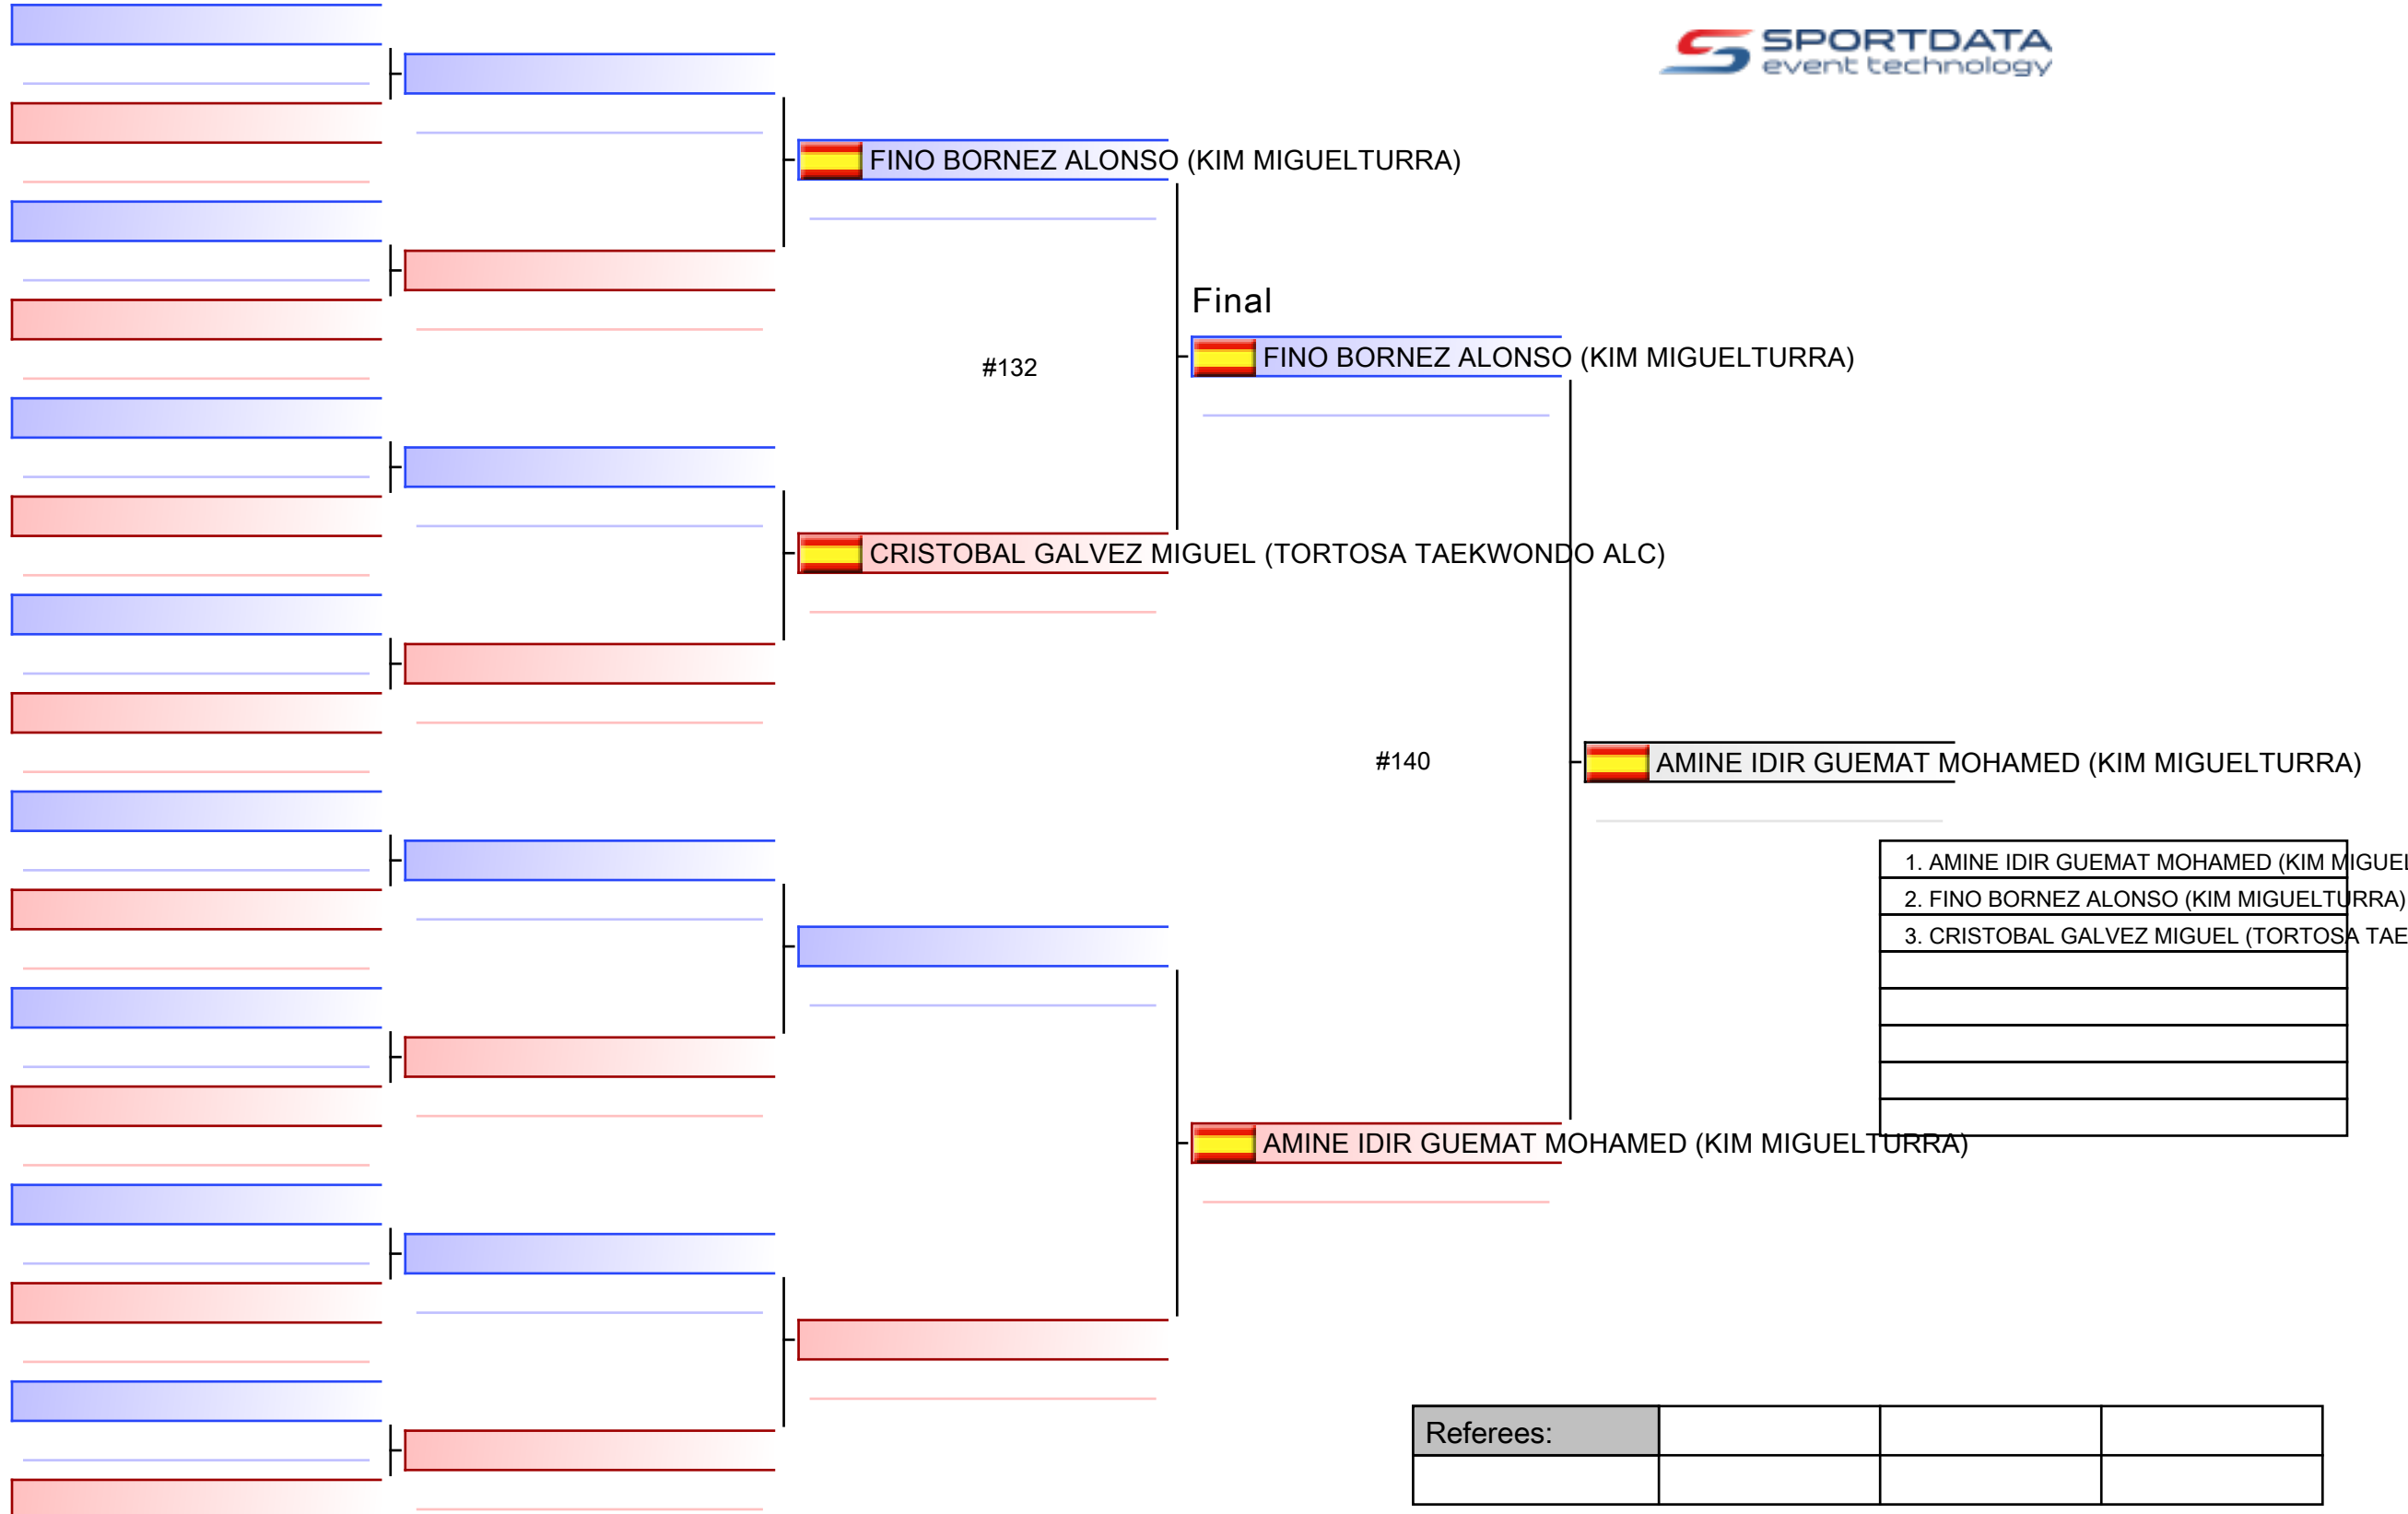 SPORTDATA
event technology
FINO BORNEZ ALONSO (KIM MIGUELTURRA)
Final
FINO BORNEZ ALONSO (KIM MIGUELTURRA)
#132
CRISTOBAL GALVEZ MIGUEL (TORTOSA TAEKWONDO ALC)
#140
AMINE IDIR GUEMAT MOHAMED (KIM MIGUELTURRA)
1. AMINE IDIR GUEMAT MOHAMED (KIM MIGUEL
2. FINO BORNEZ ALONSO (KIM MIGUELTURRA)
3. CRISTOBAL GALVEZ MIGUEL (TORTOSA TAE
AMINE IDIR GUEMAT MOHAMED (KIM MIGUELTURRA)
Referees: